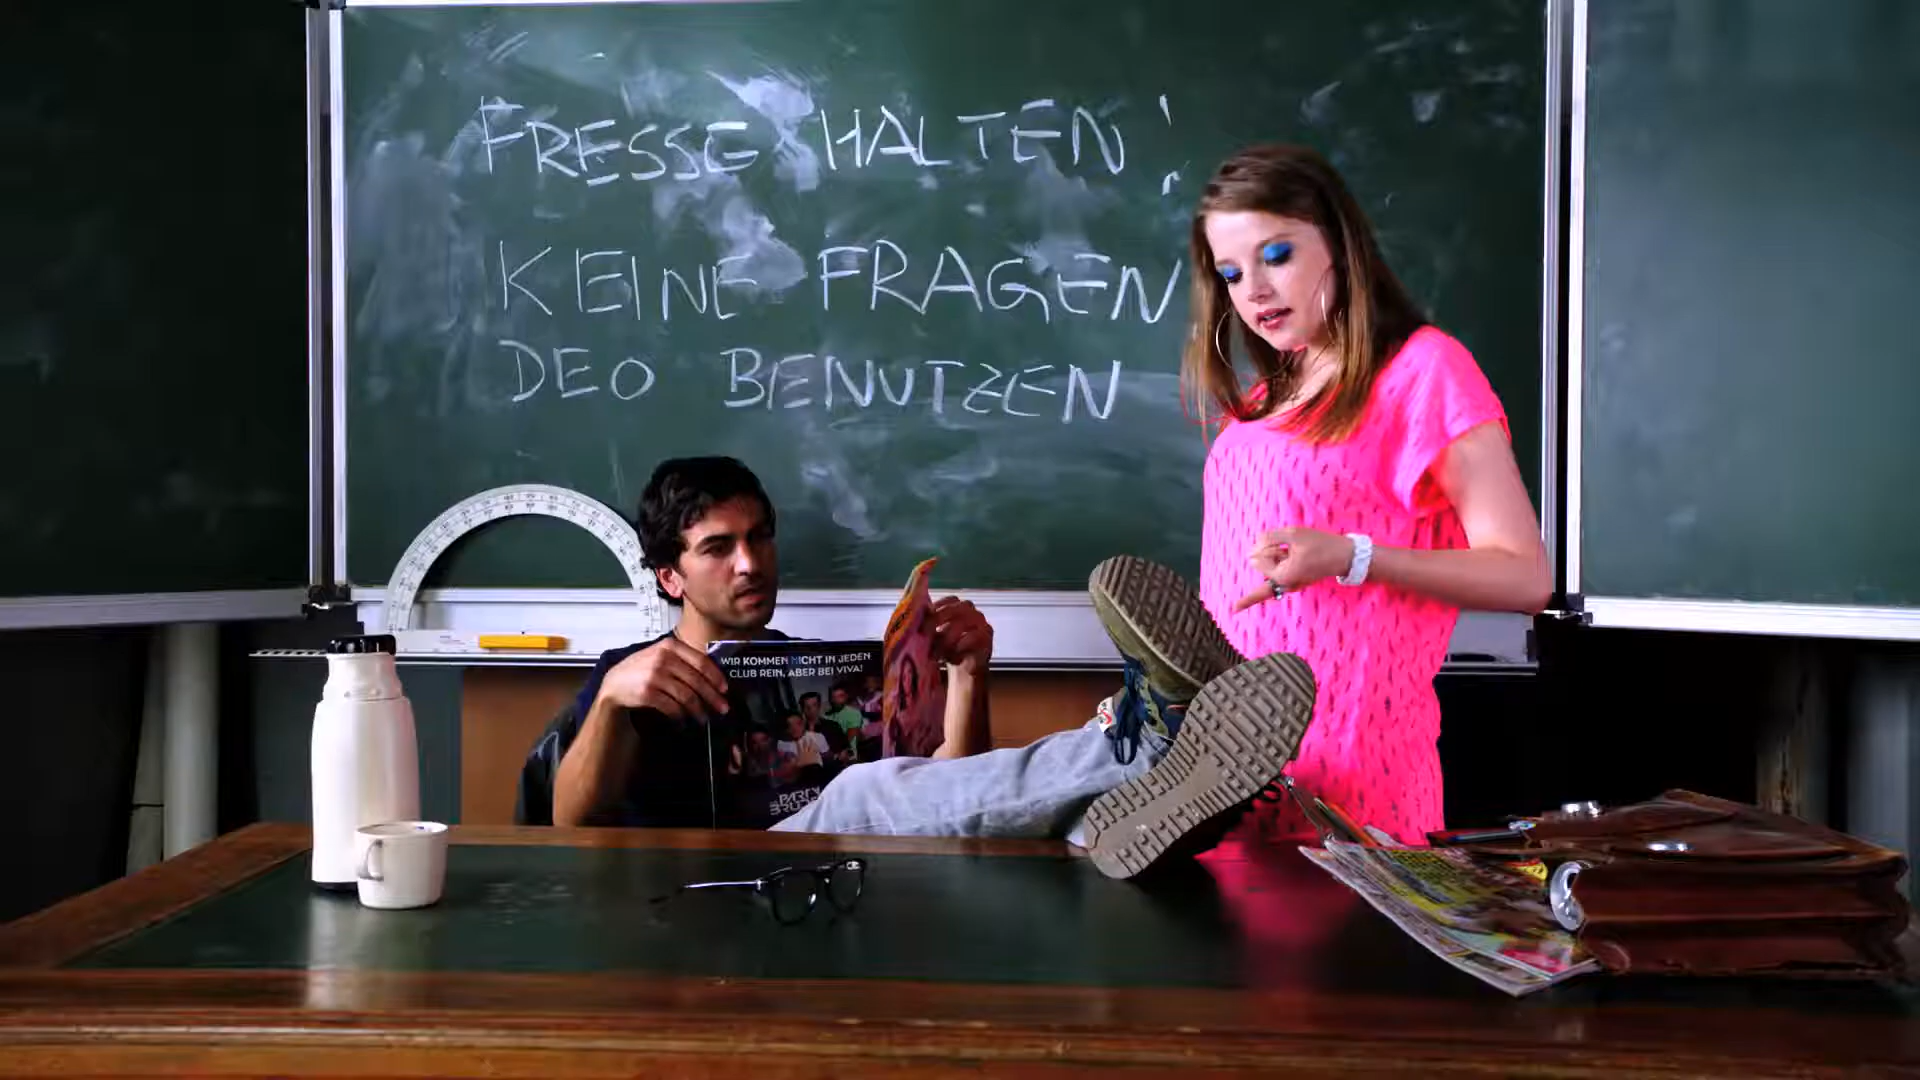 FRESSE HALTEN!
KEINE FRAGEN
DEO BENUTZEN
WIR KOMMEN NICHT IN JEDEN
CLUB REIN, ABER BEI VIVA!